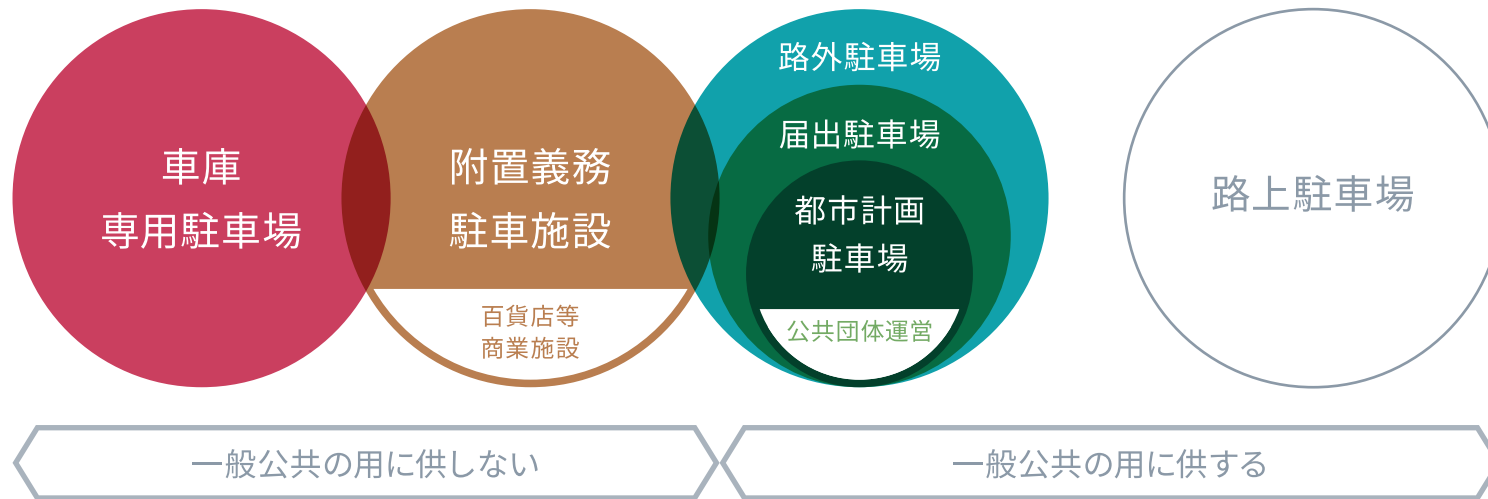 車庫
専用駐車場
附置義務
駐車施設
百貨店等
商業施設
路外駐車場
届出駐車場
都市計画
駐車場
公共団体運営
路上駐車場
一般公共の用に供しない
一般公共の用に供する